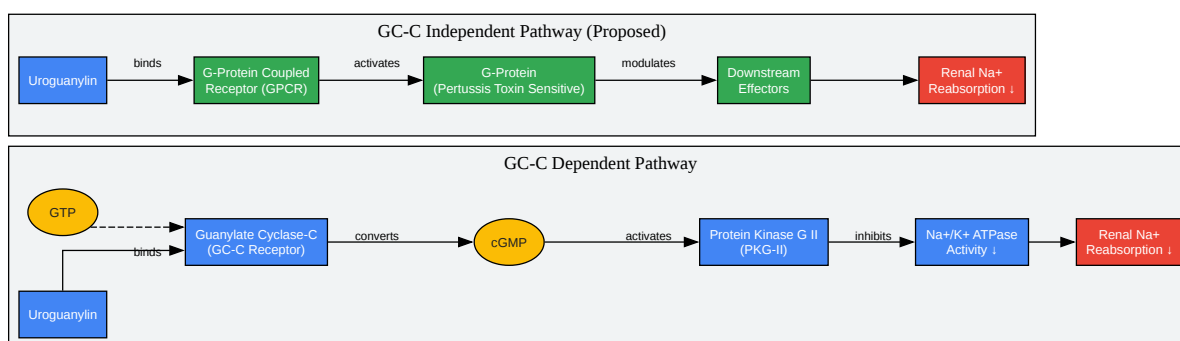 GC-C Independent Pathway (Proposed)
Uroguanylin
binds
G-Protein Coupled
Receptor (GPCR)
activates
G-Protein
(Pertussis Toxin Sensitive)
modulates
Downstream
Effectors
Renal Na+
Reabsorption ↓
GC-C Dependent Pathway
GTP
Uroguanylin
binds
Guanylate Cyclase-C
(GC-C Receptor)
converts
cGMP
activates
Protein Kinase G II
(PKG-II)
inhibits
Na+/K+ ATPase
Activity ↓
Renal Na+
Reabsorption ↓